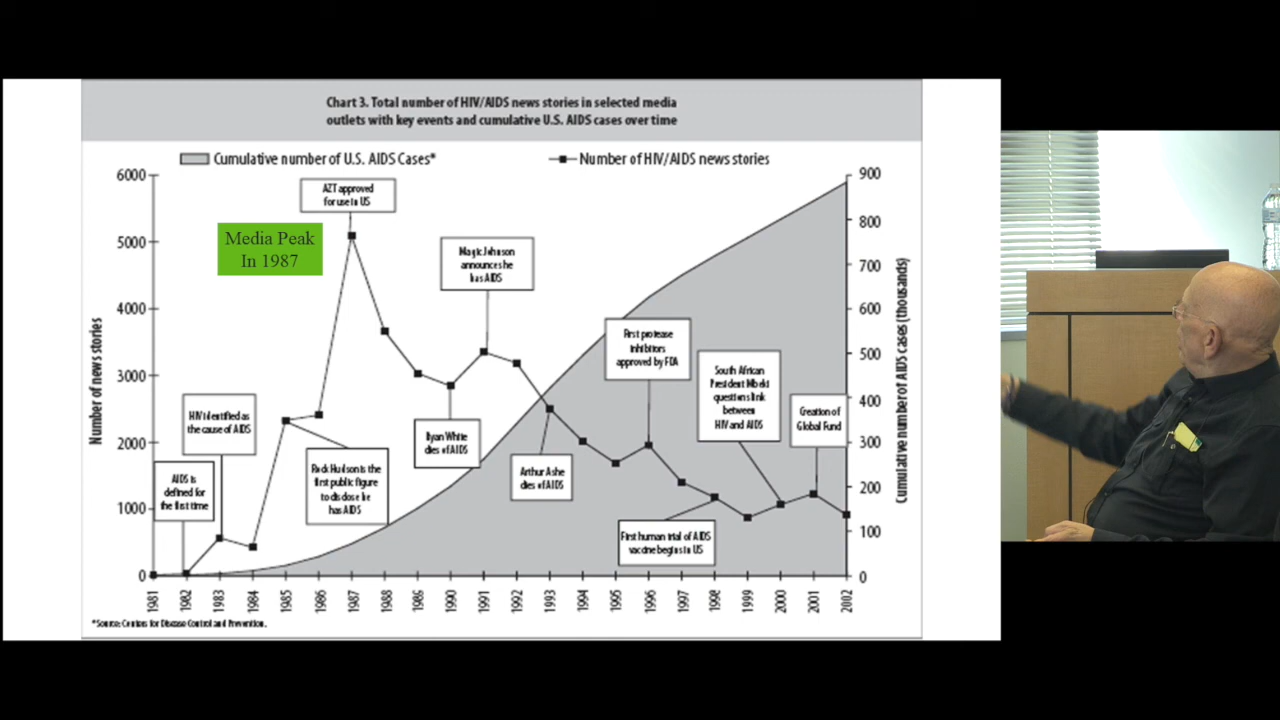 Chart 3. Total number of HIV/AIDS news stories in selected media
outlets with key events and cumulative U.S. AIDS cases over time
Cumulative number of U.S. AIDS Cases*
Number of HIV/AIDS news stories
6000
5000
4000
3000
2000
1000
0
Number of news stories
900
800
700
600
500
400
300
200
100
0
Cumulative number of AIDS cases (thousands)
Media Peak
In 1987
AIDS is
defined for
the first time
HIV identified as
the cause of AIDS
Rock Hudson is the
first public figure
to disclose he
has AIDS
AZT approved
for use in US
Ryan White
dies of AIDS
Magic Johnson
announces he
has AIDS
Arthur Ashe
dies of AIDS
First protease
inhibitors
approved by FDA
First human trial of AIDS
vaccine begins in US
South African
President Mbeki
questions link
between
HIV and AIDS
Creation of
Global Fund
1981
1982
1983
1984
1985
1986
1987
1988
1989
1990
1991
1992
1993
1994
1995
1996
1997
1998
1999
2000
2001
2002
*Source: Centers for Disease Control and Prevention.